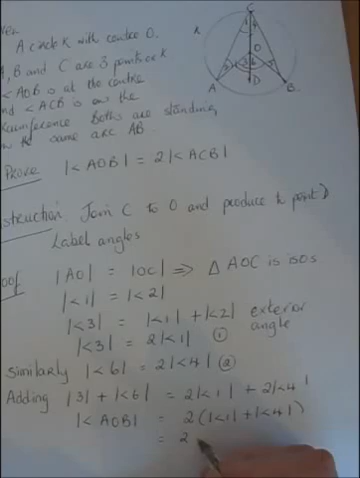 A circle K with centre O.
A, B and C are 3 points on K
<AOB is at the centre
and <ACB is on the
circumference Both are standing
on the same arc AB.
Prove |<AOB| = 2|<ACB|
struction Join C to O and produce to point D
Label angles
oof |AO| = |OC| => Δ AOC is isos
|<1| = |<2|
|<3| = |<1| + |<2| exterior angle
|<3| = 2|<1| ①
Similarly |<6| = 2|<4| ②
Adding |3| + |<6| = 2|<1| + 2|<4|
|<AOB| = 2(|<1| + |<4|)
= 2
K
C
O
A
D
B